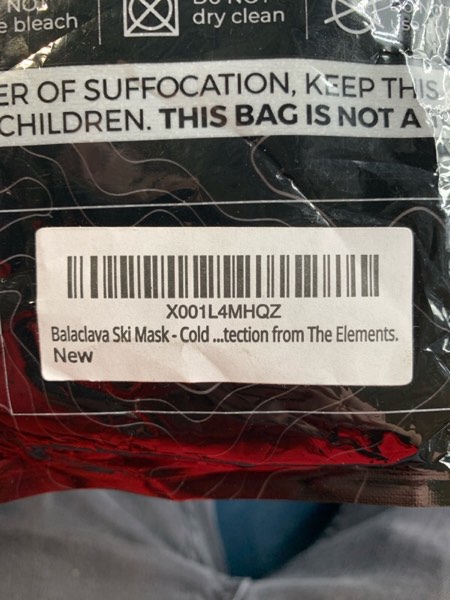 bleach
dry clean
ER OF SUFFOCATION, KEEP THIS
CHILDREN. THIS BAG IS NOT A
X001L4MHQZ
Balaclava Ski Mask - Cold ...tection from The Elements.
New